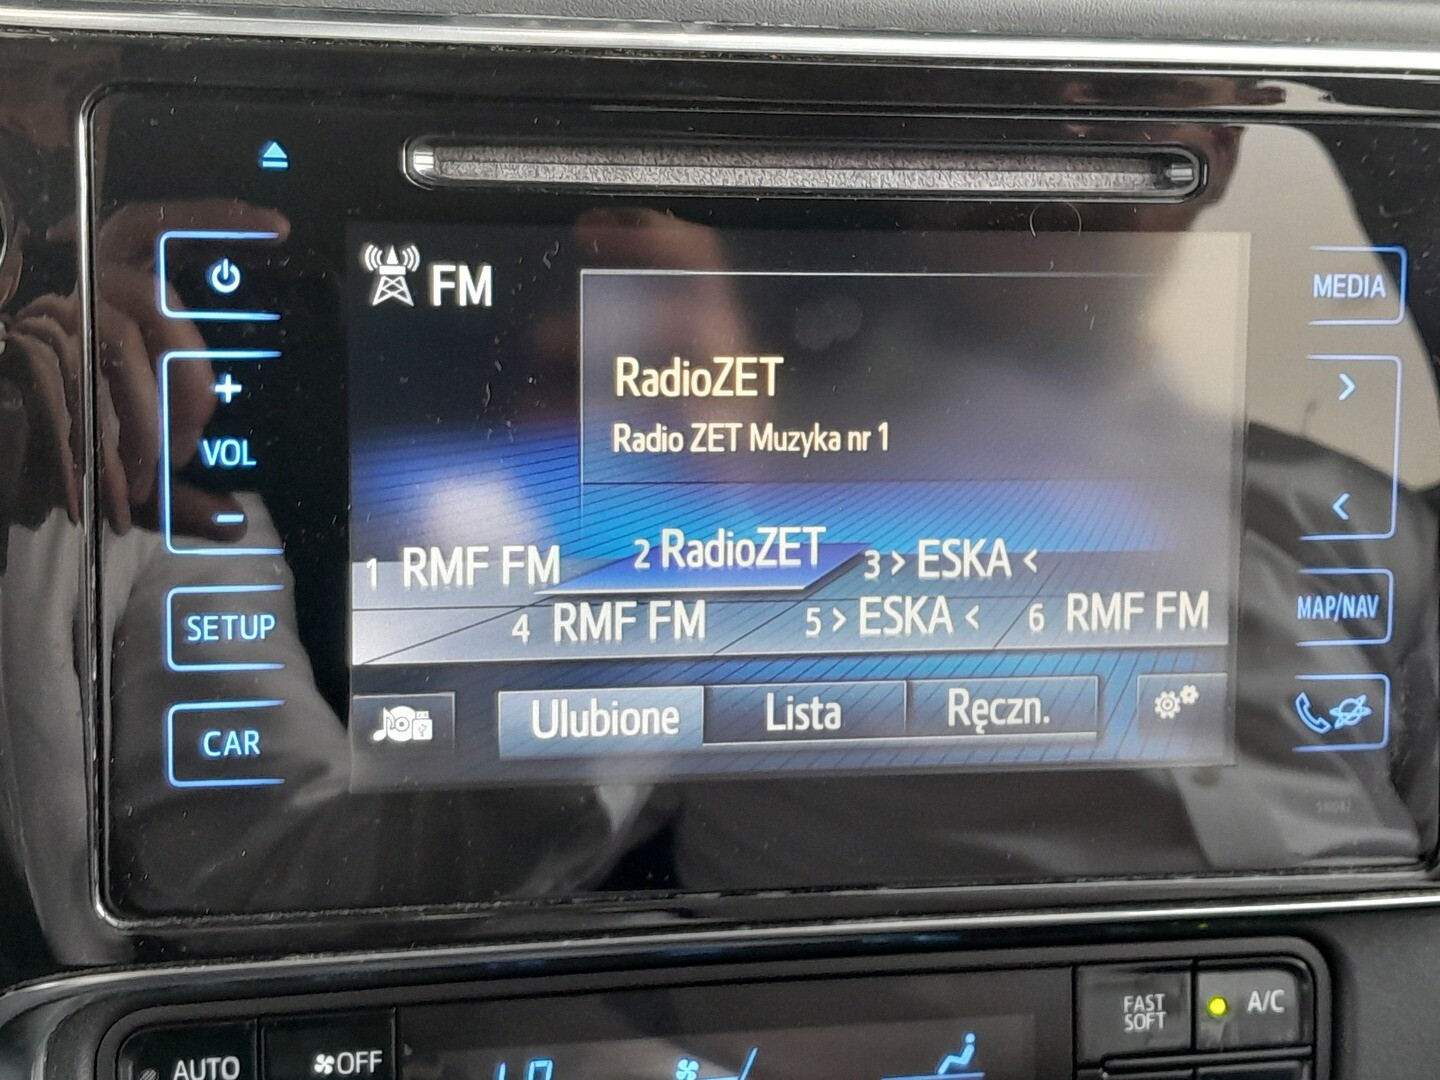 FM
MEDIA
RadioZET
+
VOL
-
>
Radio ZET Muzyka nr 1
<
1 RMF FM
2 RadioZET
3 > ESKA <
SETUP
4 RMF FM
5 > ESKA <
6 RMF FM
MAP/NAV
CAR
Ulubione
Lista
Ręczn.
FAST
SOFT
A/C
AUTO
OFF
LO